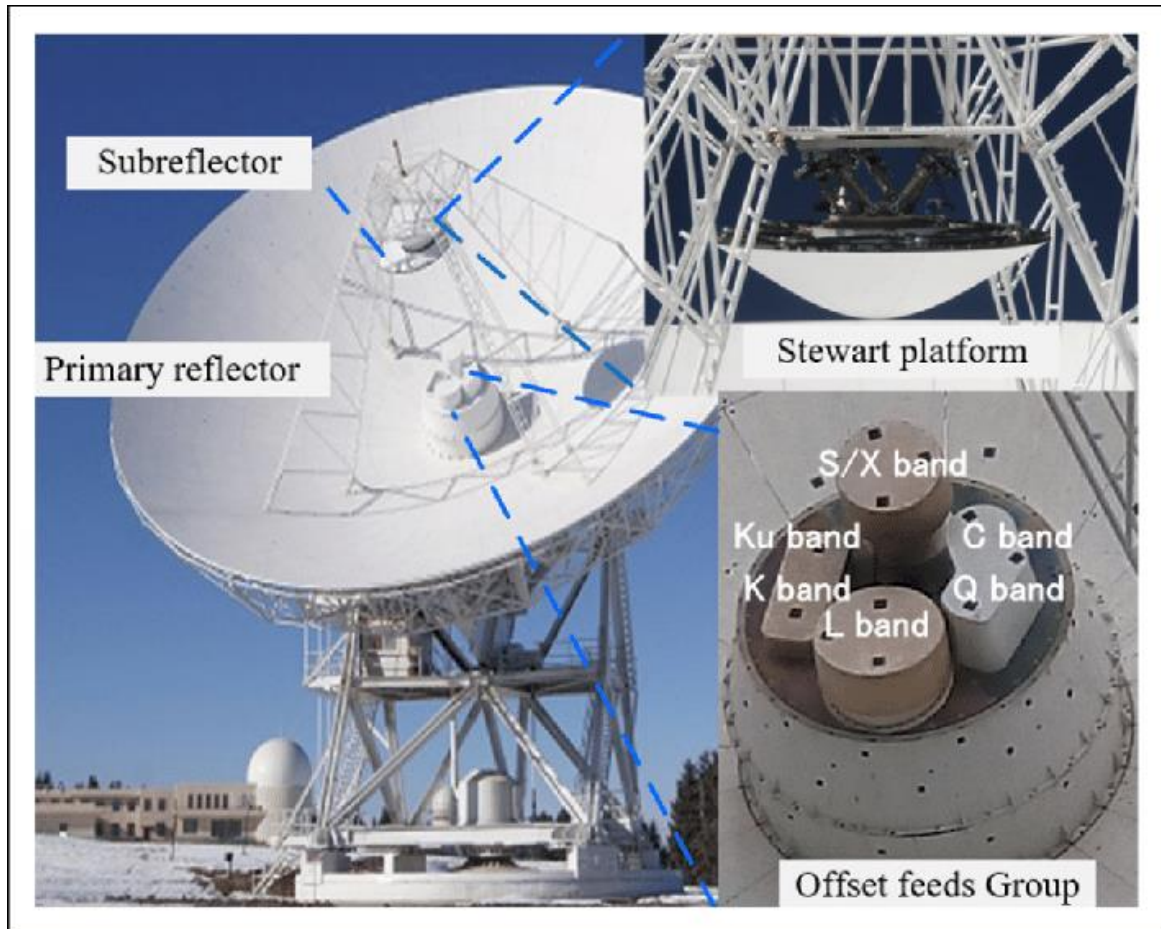 Subreflector
Primary reflector
Stewart platform
S/X band
Ku band
C band
K band
Q band
L band
Offset feeds Group